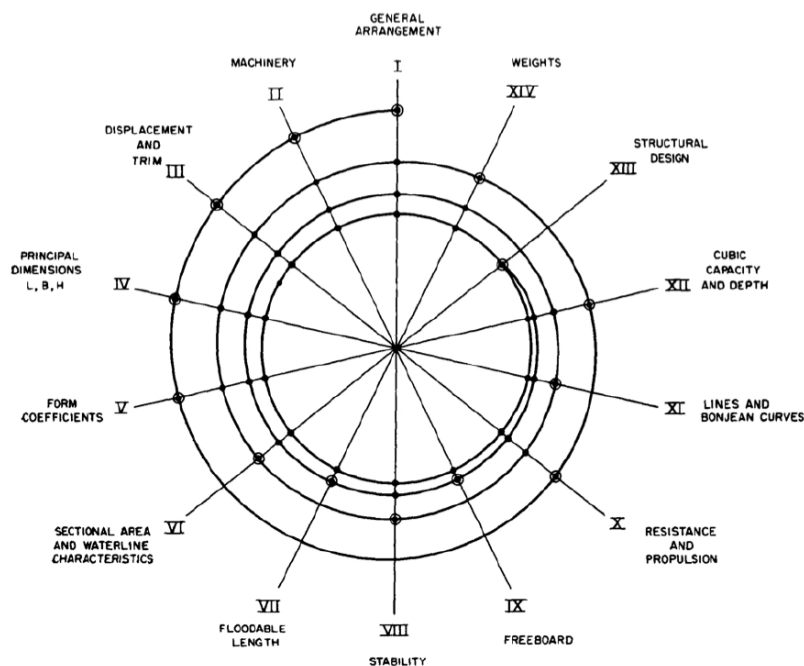 GENERAL
ARRANGEMENT
I
WEIGHTS
XIV
STRUCTURAL
DESIGN
XIII
CUBIC
CAPACITY
AND DEPTH
XII
XI
LINES AND
BONJEAN CURVES
X
RESISTANCE
AND
PROPULSION
IX
FREEBOARD
VIII
STABILITY
VII
FLOODABLE
LENGTH
VI
SECTIONAL AREA
AND WATERLINE
CHARACTERISTICS
FORM
COEFFICIENTS
V
PRINCIPAL
DIMENSIONS
L, B, H
IV
DISPLACEMENT
AND
TRIM
III
MACHINERY
II